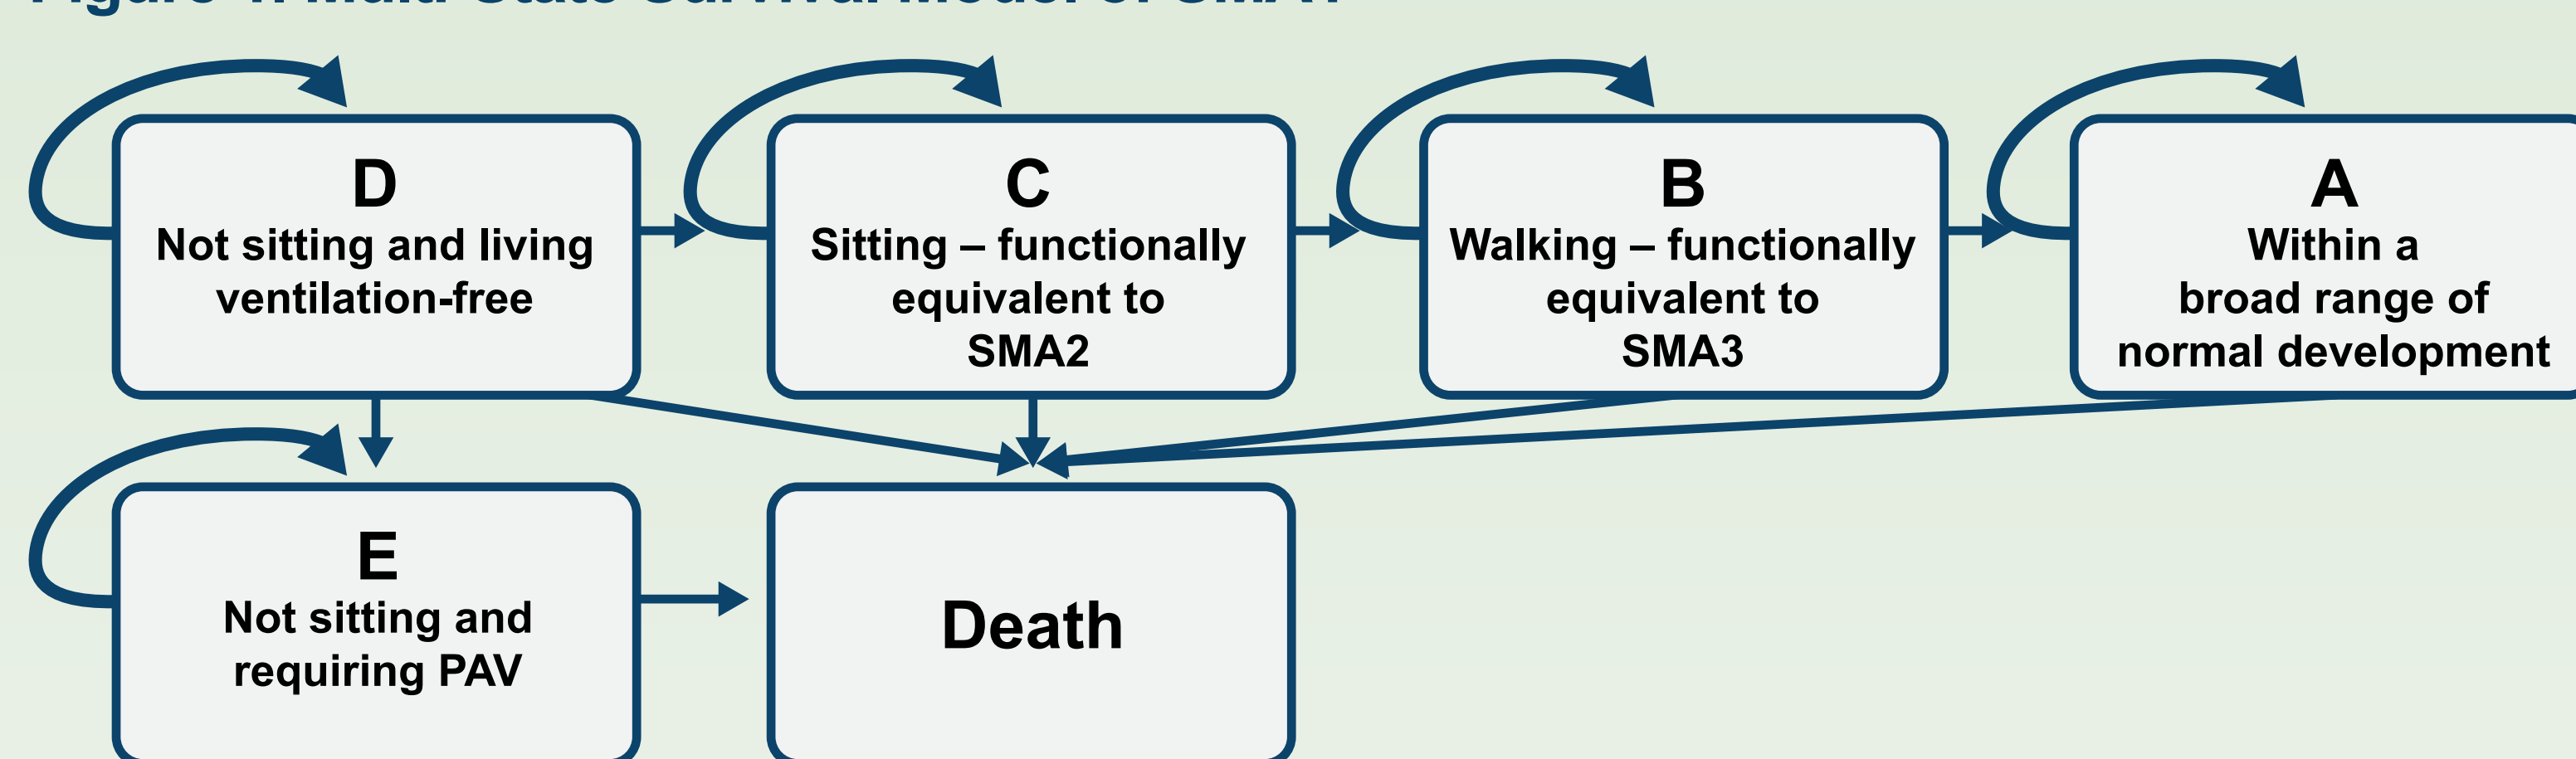 D
Not sitting and living
ventilation-free
C
Sitting – functionally
equivalent to
SMA2
B
Walking – functionally
equivalent to
SMA3
A
Within a
broad range of
normal development
E
Not sitting and
requiring PAV
Death